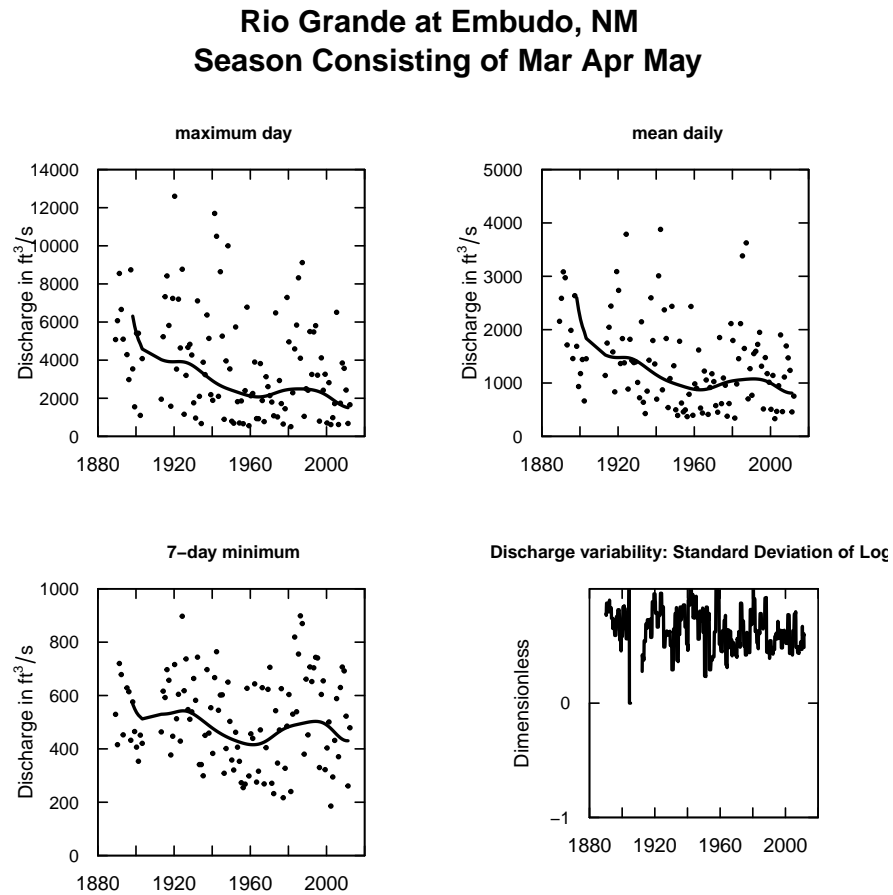 Rio Grande at Embudo, NM
Season Consisting of Mar Apr May
maximum day
Discharge in ft³/s
14000
12000
10000
8000
6000
4000
2000
0
1880 1920 1960 2000
mean daily
Discharge in ft³/s
5000
4000
3000
2000
1000
0
1880 1920 1960 2000
7−day minimum
Discharge in ft³/s
1000
800
600
400
200
0
1880 1920 1960 2000
Discharge variability: Standard Deviation of Log
Dimensionless
0
−1
1880 1920 1960 2000